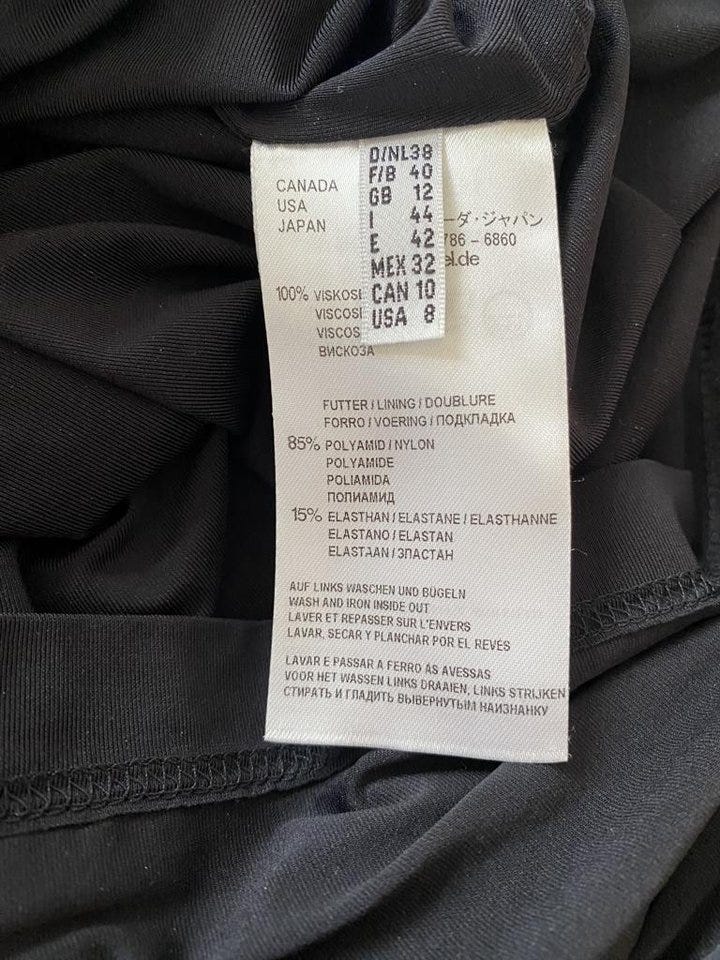 D/NL38
F/B 40
GB 12
I 44
E 42
MEX 32
CAN 10
USA 8
CANADA
USA
JAPAN
ーダ・ジャパン
786 - 6860
el.de
100% VISKOSE
VISCOS
VISCOS
ВИСКОЗА
FUTTER / LINING / DOUBLURE
FORRO / VOERING / ПОДКЛАДКА
85% POLYAMID / NYLON
POLYAMIDE
POLIAMIDA
ПОЛИАМИД
15% ELASTHAN / ELASTANE / ELASTHANNE
ELASTANO / ELASTAN
ELASTAAN / ЭЛАСТАН
AUF LINKS WASCHEN UND BÜGELN
WASH AND IRON INSIDE OUT
LAVER ET REPASSER SUR L'ENVERS
LAVAR, SECAR Y PLANCHAR POR EL REVÉS
LAVAR E PASSAR A FERRO ÀS AVESSAS
VOOR HET WASSEN LINKS DRAAIEN, LINKS STRIJKEN
СТИРАТЬ И ГЛАДИТЬ ВЫВЕРНУТЫМ НАИЗНАНКУ